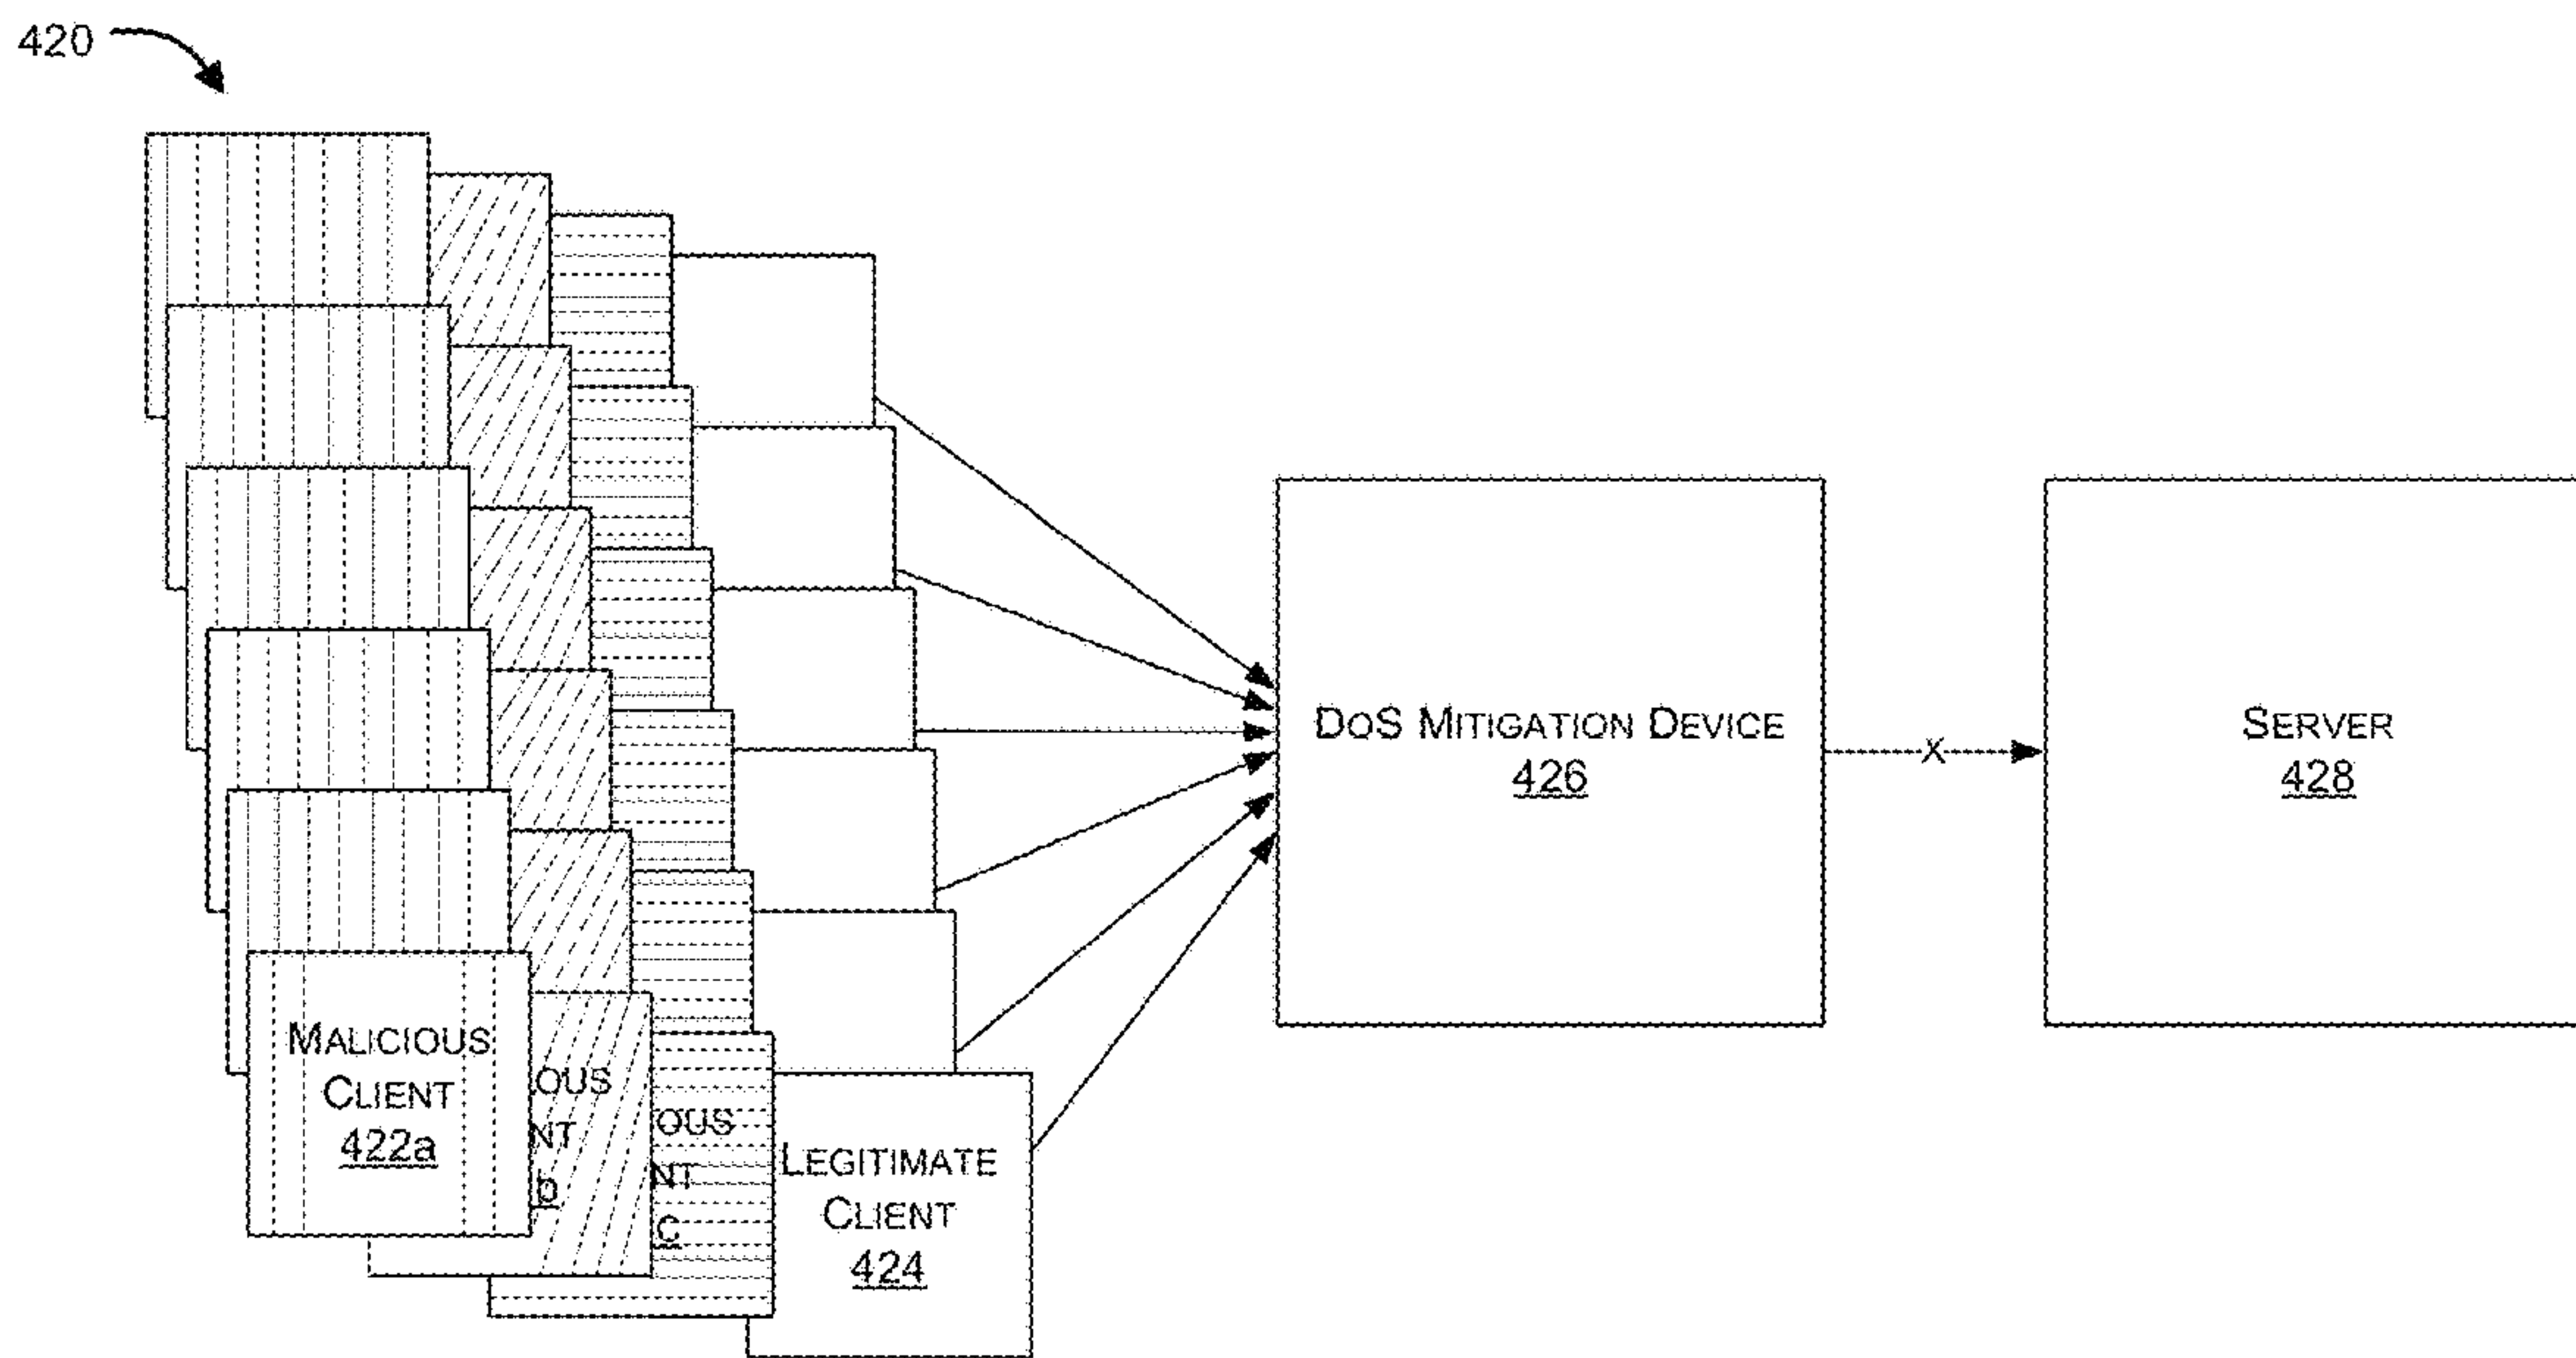 420
MALICIOUS
CLIENT
422a
OUS
NT
b
OUS
NT
C
LEGITIMATE
CLIENT
424
DOS MITIGATION DEVICE
426
X
SERVER
428